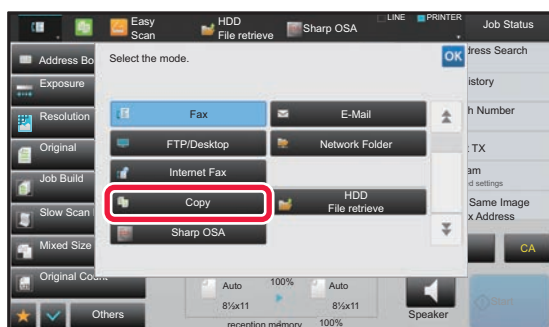 Easy
Scan
HDD
File retrieve
Sharp OSA
LINE
PRINTER
Job Status
Address Bo
Select the mode.
OK
dress Search
Exposure
istory
Resolution
Fax
E-Mail
h Number
Original
FTP/Desktop
Network Folder
TX
Job Build
Internet Fax
am
d settings
Slow Scan
Copy
HDD
File retrieve
Same Image
x Address
Mixed Size
Sharp OSA
CA
Original Count
Auto
100%
Auto
8½x11
8½x11
Speaker
Start
Others
reception memory
100%